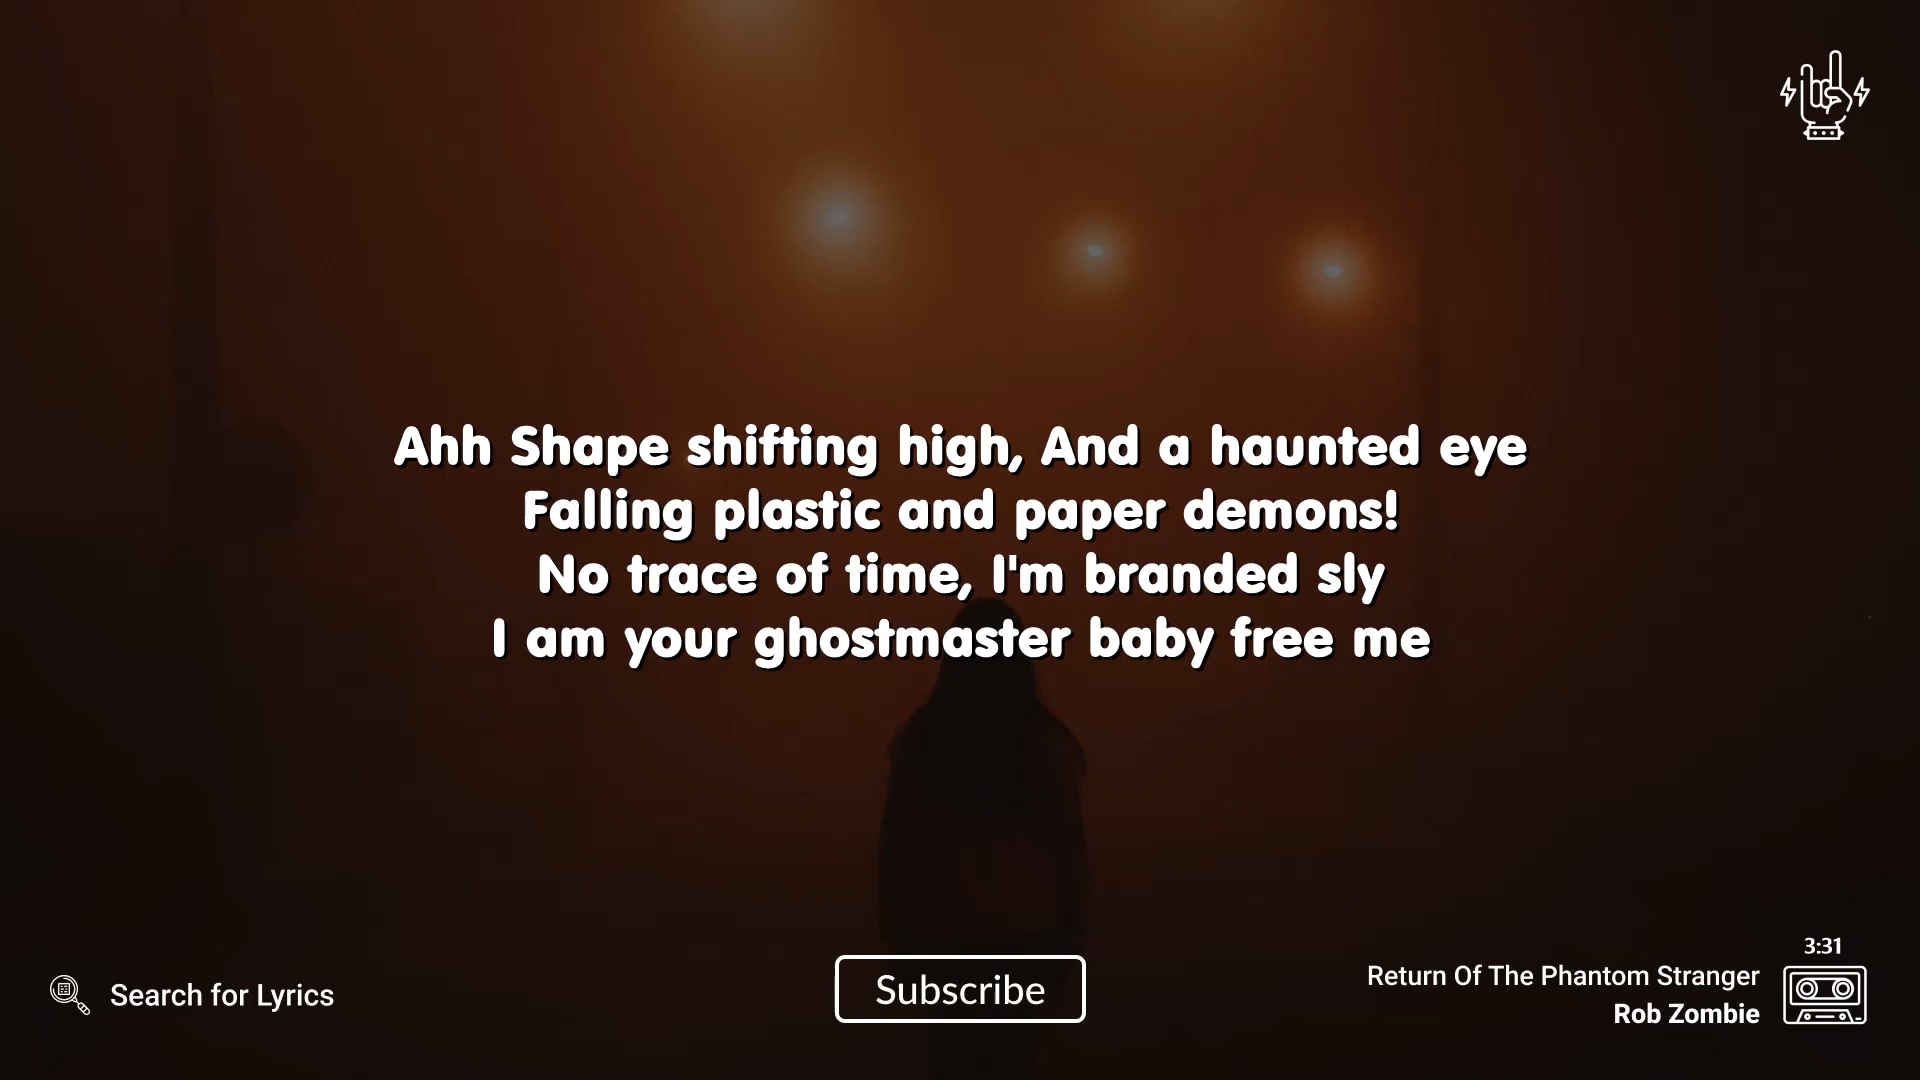 Ahh Shape shifting high, And a haunted eye
Falling plastic and paper demons!
No trace of time, I'm branded sly
I am your ghostmaster baby free me
Search for Lyrics
Subscribe
3:31
Return Of The Phantom Stranger
Rob Zombie